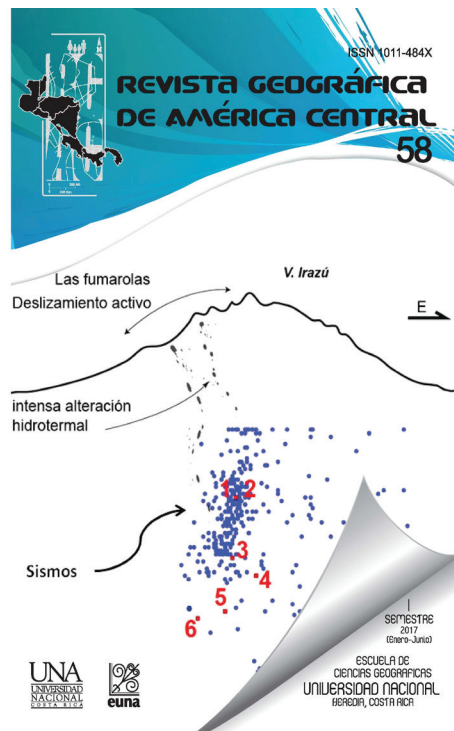 ISSN 1011-484X
REVISTA GEOGRÁFICA
DE AMÉRICA CENTRAL
58
Las fumarolas
Deslizamiento activo
V. Irazú
E
intensa alteración
hidrotermal
1
2
3
Sismos
4
5
6
I
SEMESTRE
2017
(Enero-Junio)
ESCUELA DE
CIENCIAS GEOGRÁFICAS
UNIVERSIDAD NACIONAL
HEREDIA, COSTA RICA
UNA
UNIVERSIDAD
NACIONAL
COSTA RICA
euna